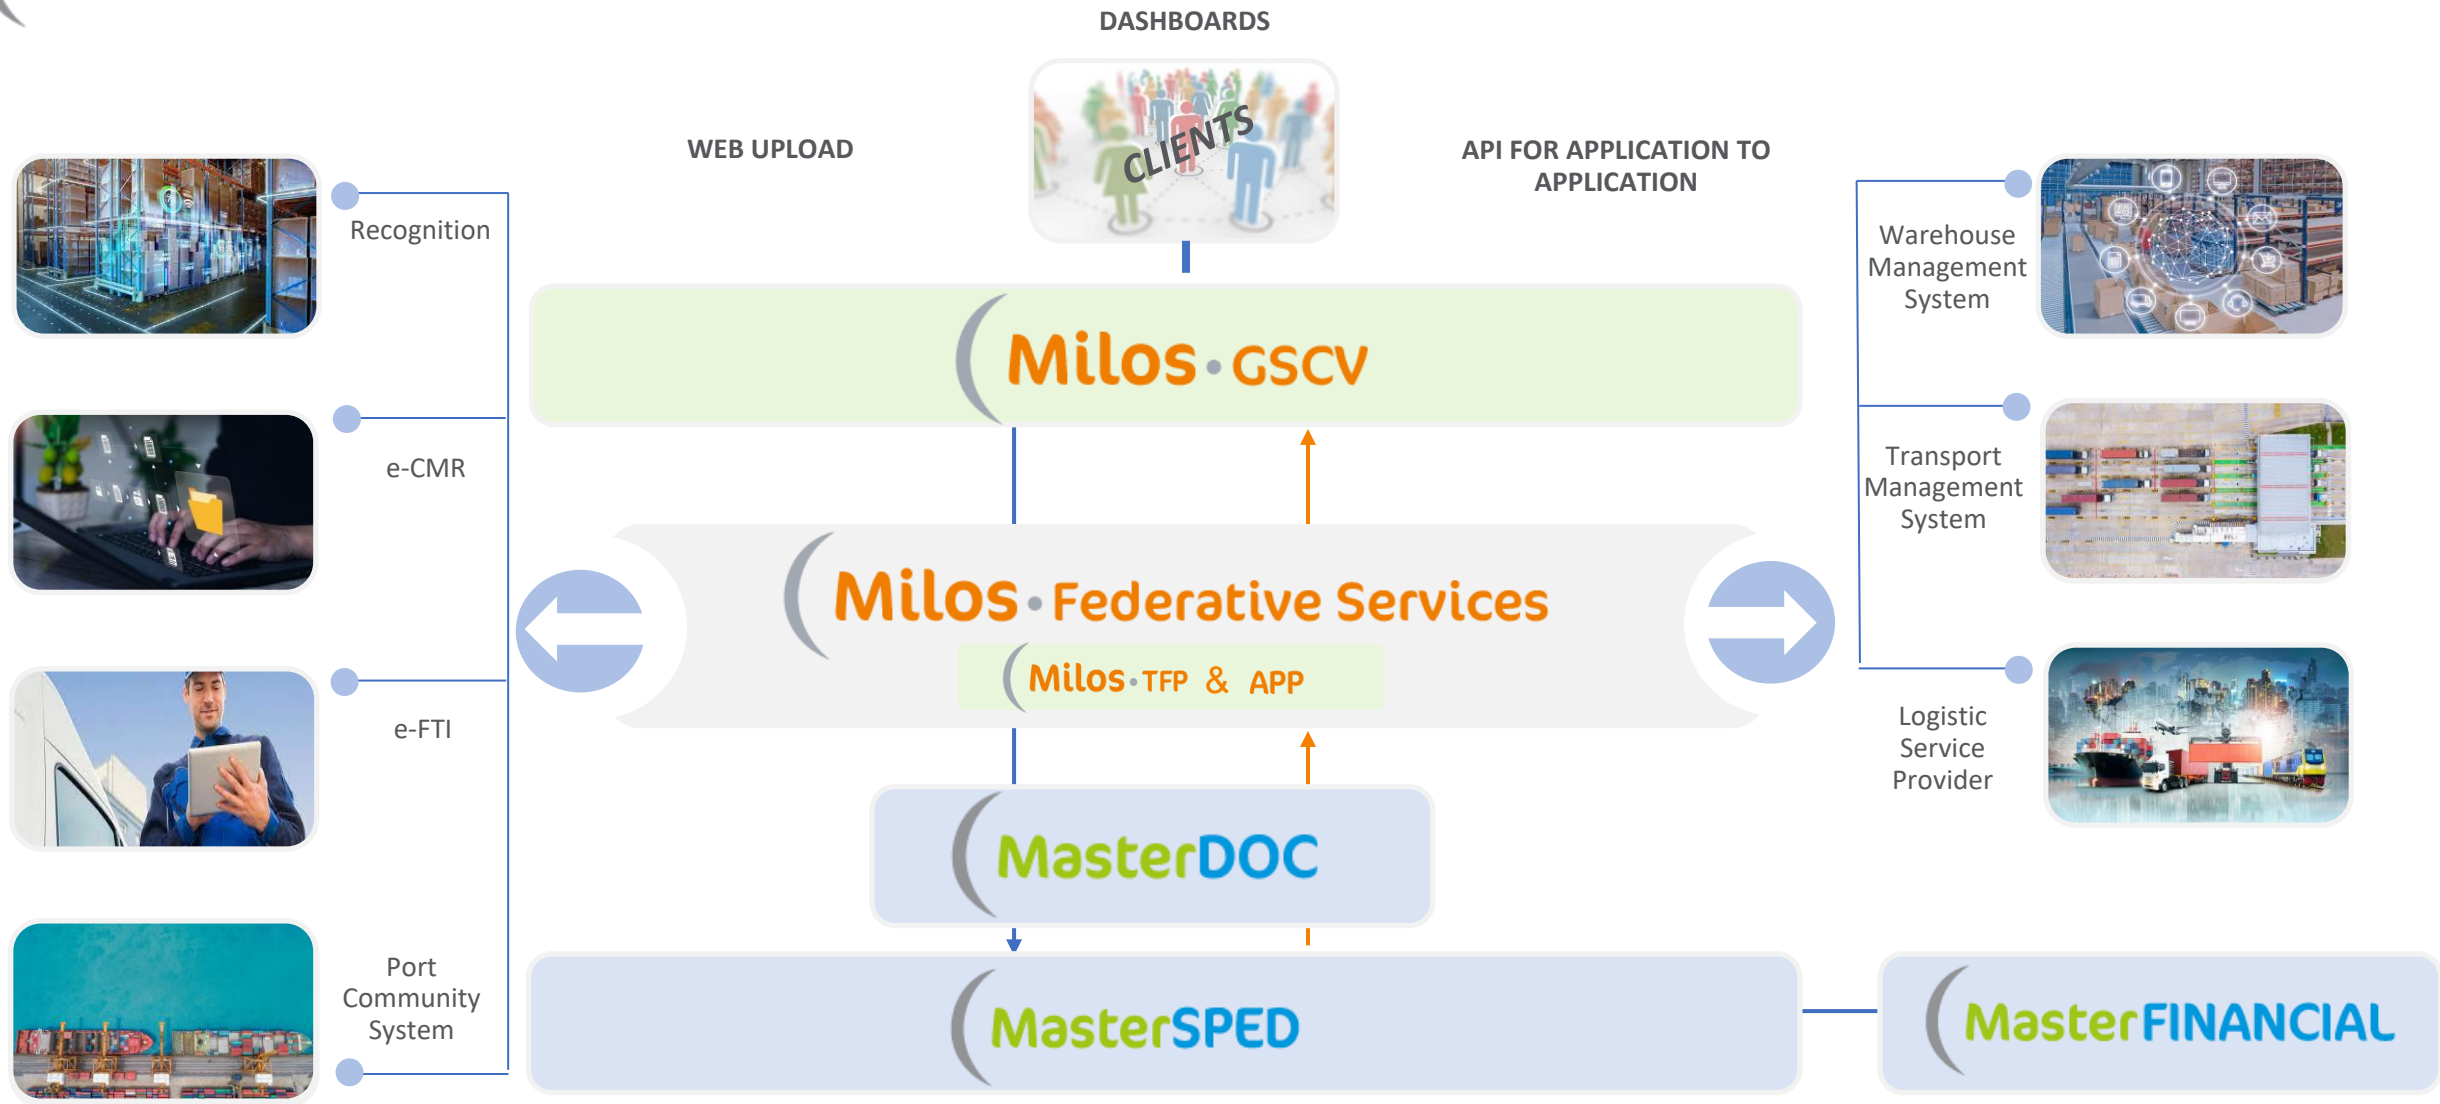 DASHBOARDS
CLIENTS
WEB UPLOAD
API FOR APPLICATION TO
APPLICATION
Recognition
e-CMR
e-FTI
Port
Community
System
Milos · GSCV
Milos · Federative Services
Milos · TFP & APP
MasterDOC
MasterSPED
MasterFINANCIAL
Warehouse
Management
System
Transport
Management
System
Logistic
Service
Provider